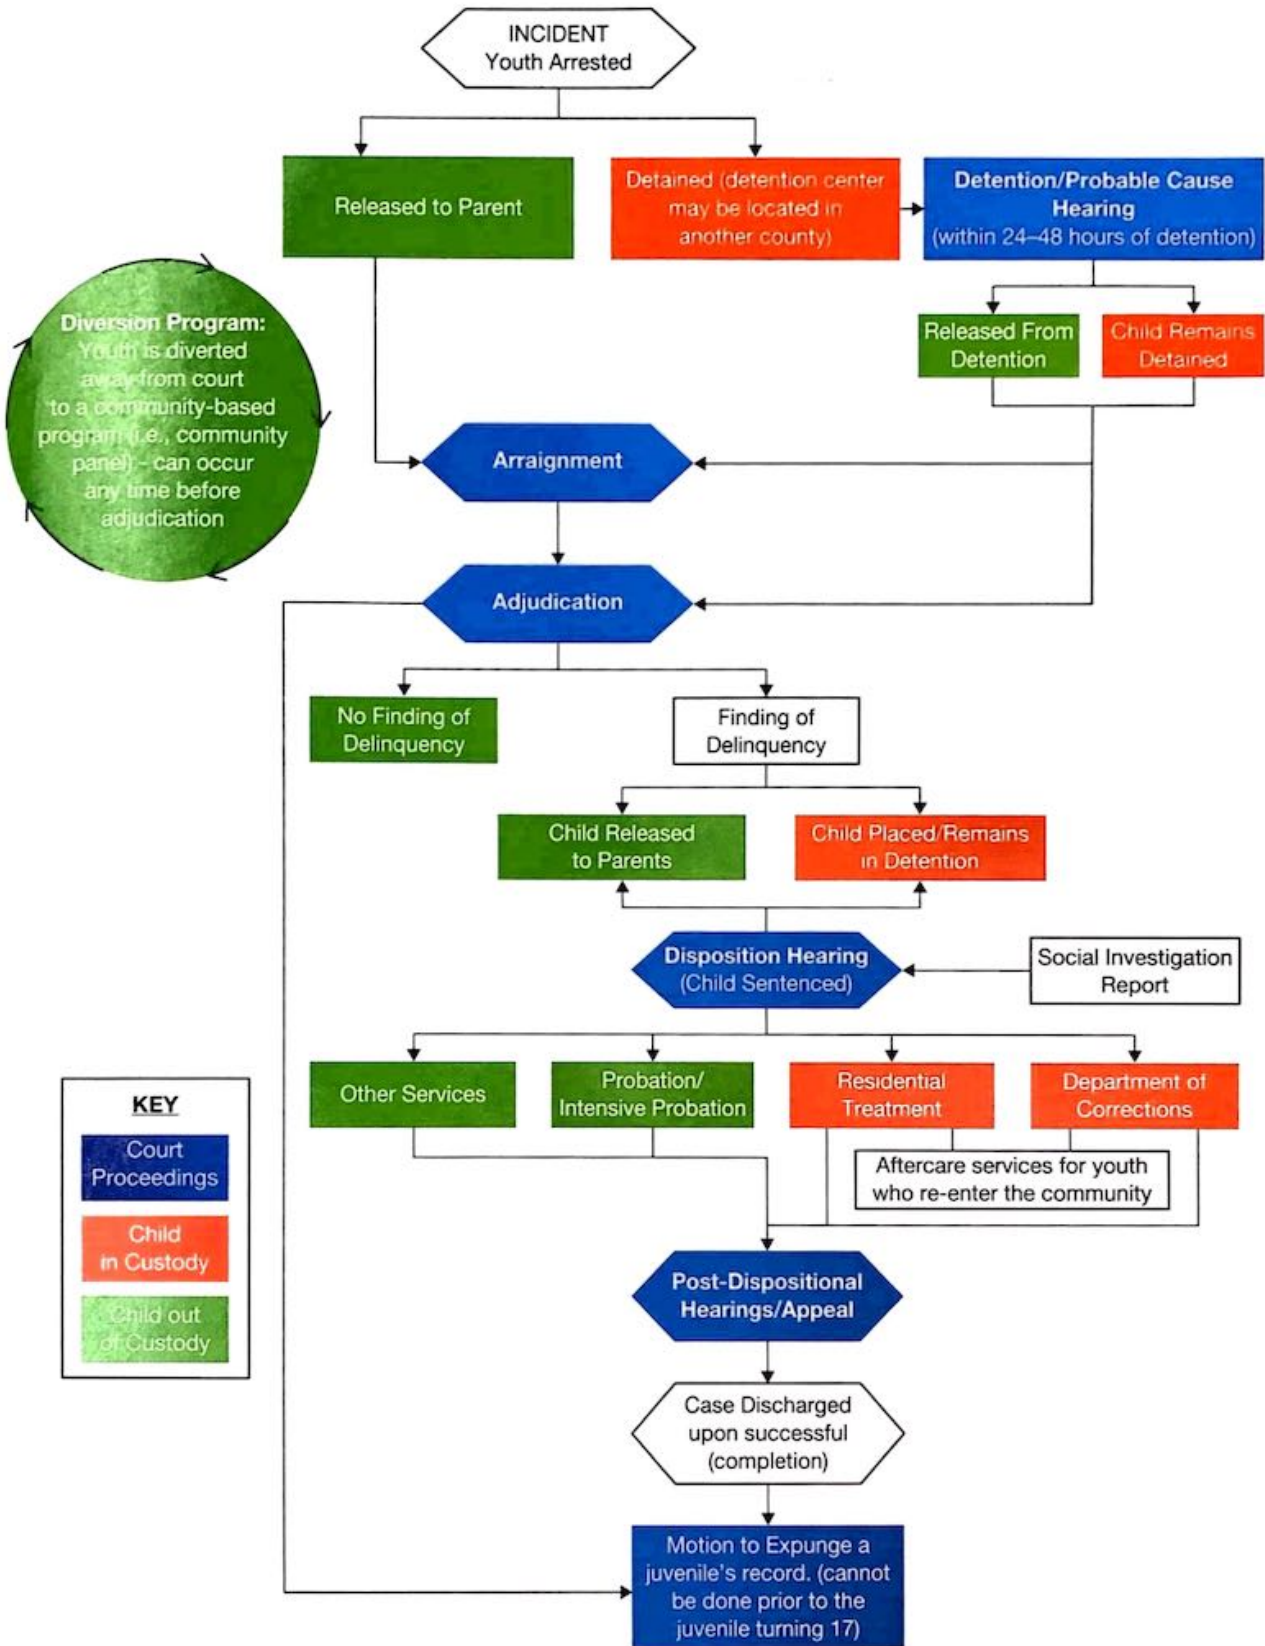 INCIDENT
Youth Arrested
Released to Parent
Detained (detention center
may be located in
another county)
Detention/Probable Cause
Hearing
(within 24–48 hours of detention)
Released From
Detention
Child Remains
Detained
Diversion Program:
Youth is diverted
away from court
to a community-based
program (i.e., community
panel) - can occur
any time before
adjudication
Arraignment
Adjudication
No Finding of
Delinquency
Finding of
Delinquency
Child Released
to Parents
Child Placed/Remains
in Detention
Disposition Hearing
(Child Sentenced)
Social Investigation
Report
Other Services
Probation/
Intensive Probation
Residential
Treatment
Department of
Corrections
Aftercare services for youth
who re-enter the community
KEY
Court
Proceedings
Child
in Custody
Child out
of Custody
Post-Dispositional
Hearings/Appeal
Case Discharged
upon successful
(completion)
Motion to Expunge a
juvenile's record. (cannot
be done prior to the
juvenile turning 17)